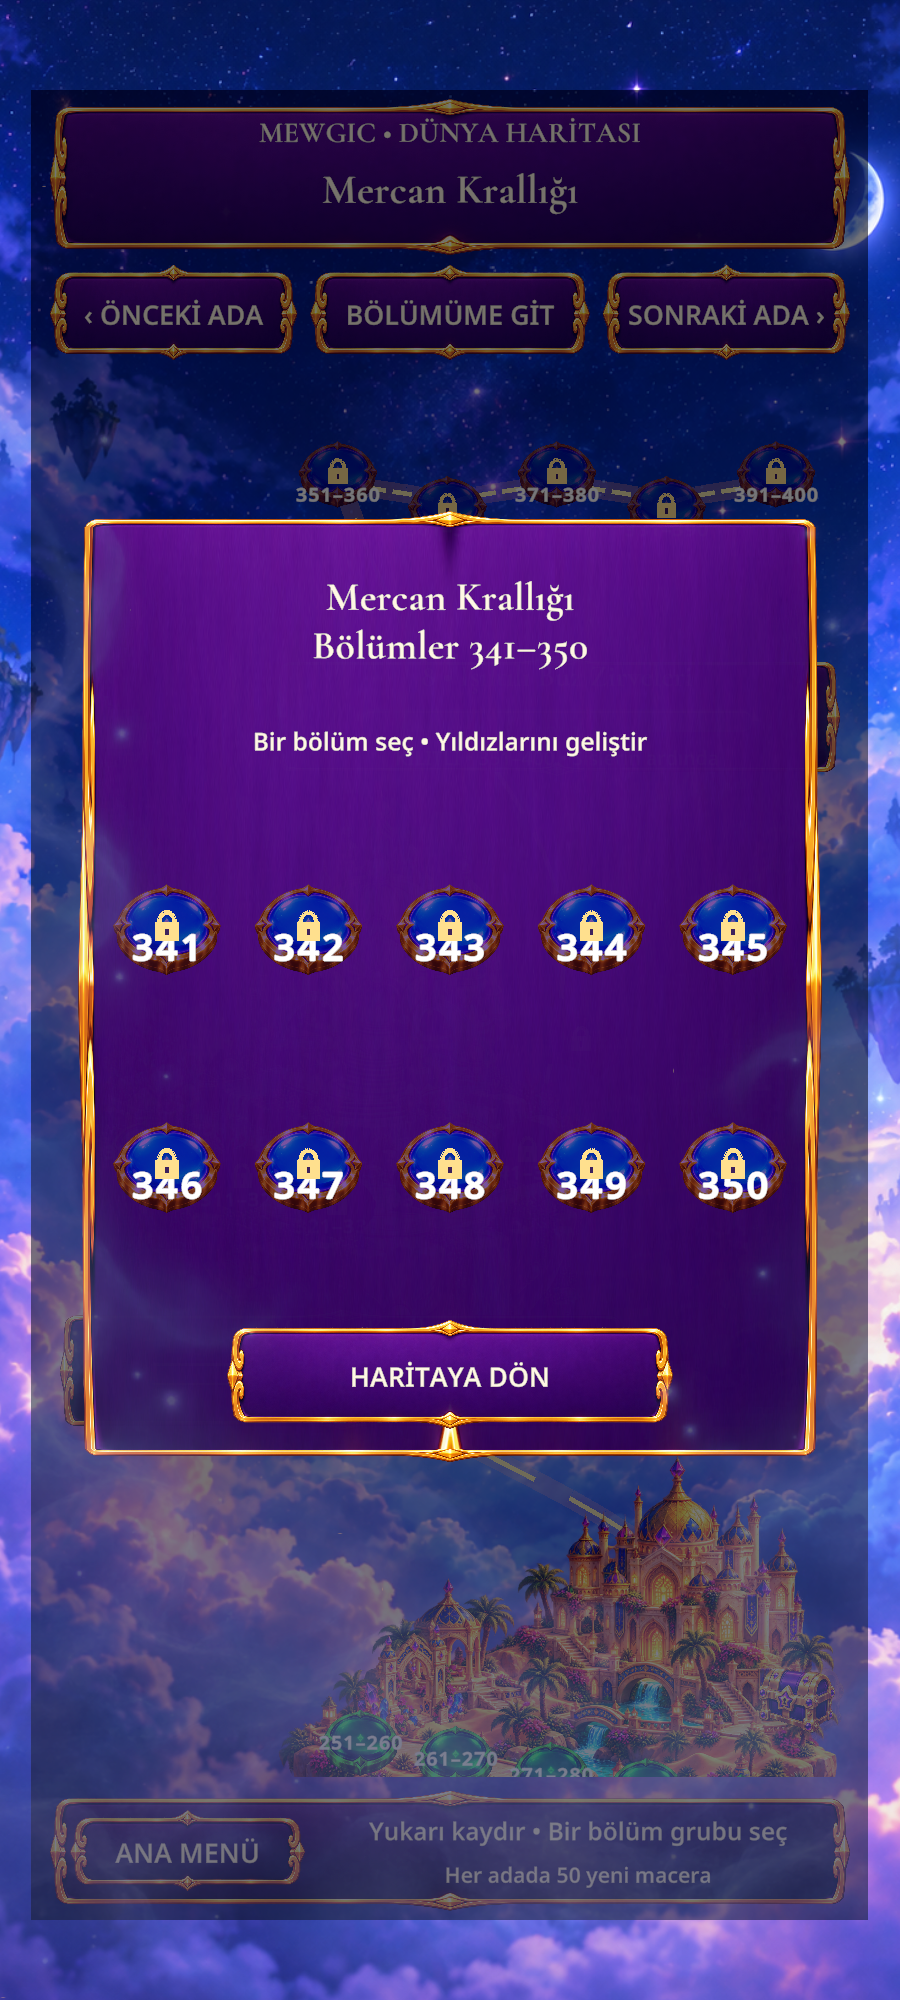 MEWGIC • DÜNYA HARİTASI
Mercan Krallığı
‹ ÖNCEKİ ADA
BÖLÜMÜME GİT
SONRAKİ ADA ›
351–360
371–380
391–400
Mercan Krallığı
Bölümler 341–350
Bir bölüm seç • Yıldızlarını geliştir
341
342
343
344
345
346
347
348
349
350
HARİTAYA DÖN
251–260
261–270
271–280
ANA MENÜ
Yukarı kaydır • Bir bölüm grubu seç
Her adada 50 yeni macera